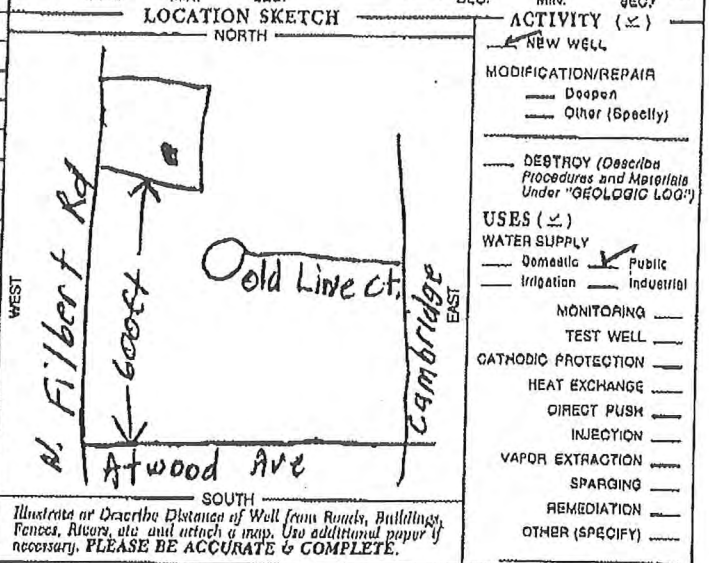 LOCATION SKETCH
NORTH
WEST
N. Filbert Rd
600ft
old Line ct.
Cambridge
EAST
Atwood Ave
SOUTH
Illustrate or Describe Distance of Well from Roads, Buildings,
Fences, Rivers, etc. and attach a map. Use additional paper if
necessary. PLEASE BE ACCURATE & COMPLETE.
ACTIVITY (✓)
NEW WELL
MODIFICATION/REPAIR
Deepen
Other (Specify)
DESTROY (Describe
Procedures and Materials
Under "GEOLOGIC LOG")
USES (✓)
WATER SUPPLY
Domestic Public
Irrigation Industrial
MONITORING
TEST WELL
CATHODIC PROTECTION
HEAT EXCHANGE
DIRECT PUSH
INJECTION
VAPOR EXTRACTION
SPARGING
REMEDIATION
OTHER (SPECIFY)